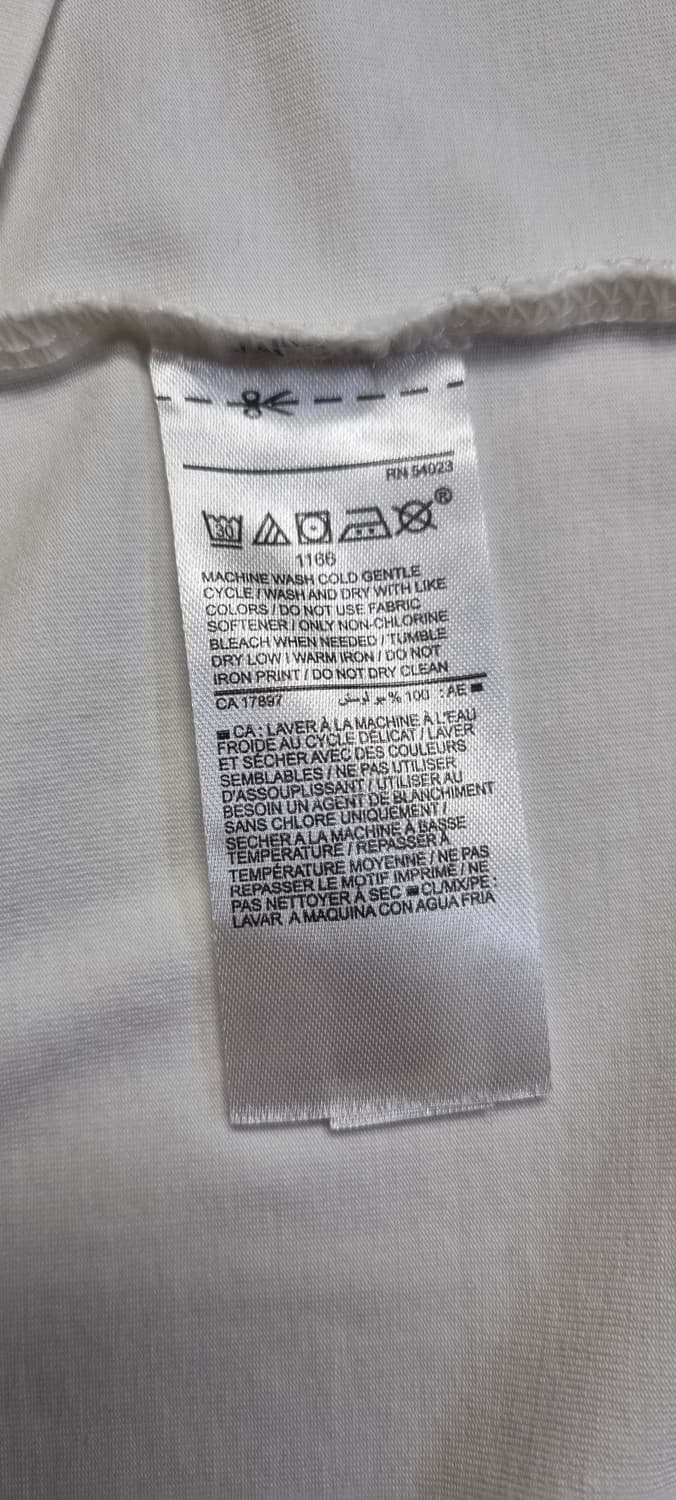 RN 54023
30
®
1166
MACHINE WASH COLD GENTLE
CYCLE / WASH AND DRY WITH LIKE
COLORS / DO NOT USE FABRIC
SOFTENER / ONLY NON-CHLORINE
BLEACH WHEN NEEDED / TUMBLE
DRY LOW / WARM IRON / DO NOT
IRON PRINT / DO NOT DRY CLEAN
CA 17897 AE: 100 %
CA : LAVER À LA MACHINE À L'EAU
FROIDE AU CYCLE DÉLICAT / LAVER
ET SÉCHER AVEC DES COULEURS
SEMBLABLES / NE PAS UTILISER
D'ASSOUPLISSANT / UTILISER AU
BESOIN UN AGENT DE BLANCHIMENT
SANS CHLORE UNIQUEMENT /
SÉCHER À LA MACHINE À BASSE
TEMPÉRATURE / REPASSER À
TEMPÉRATURE MOYENNE / NE PAS
REPASSER LE MOTIF IMPRIMÉ / NE
PAS NETTOYER À SEC CL/MX/PE :
LAVAR A MAQUINA CON AGUA FRIA